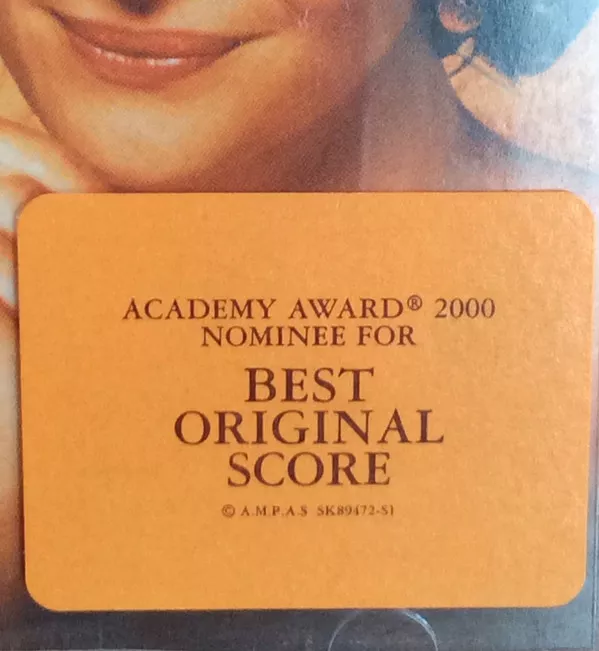 ACADEMY AWARD® 2000
NOMINEE FOR
BEST
ORIGINAL
SCORE
© A.M.P.A.S SK89472-S1